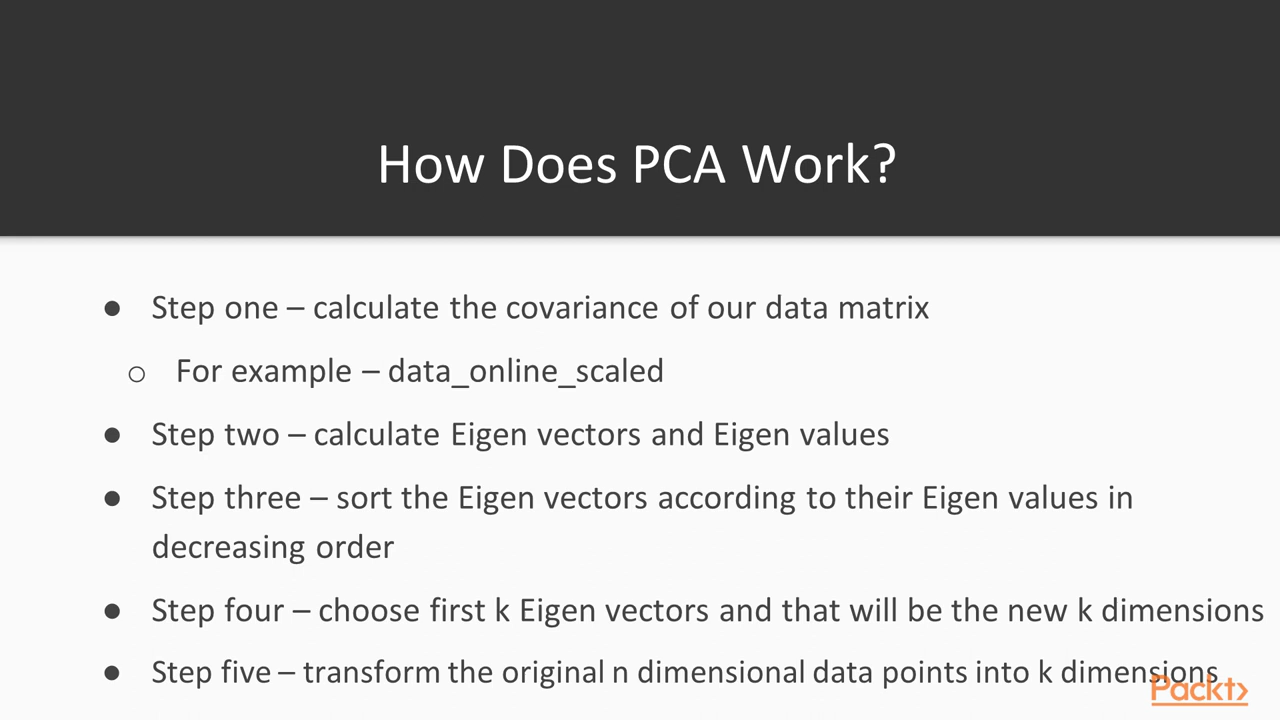 How Does PCA Work?
● Step one – calculate the covariance of our data matrix
o For example – data_online_scaled
● Step two – calculate Eigen vectors and Eigen values
● Step three – sort the Eigen vectors according to their Eigen values in
decreasing order
● Step four – choose first k Eigen vectors and that will be the new k dimensions
● Step five – transform the original n dimensional data points into k dimensions
Packt>